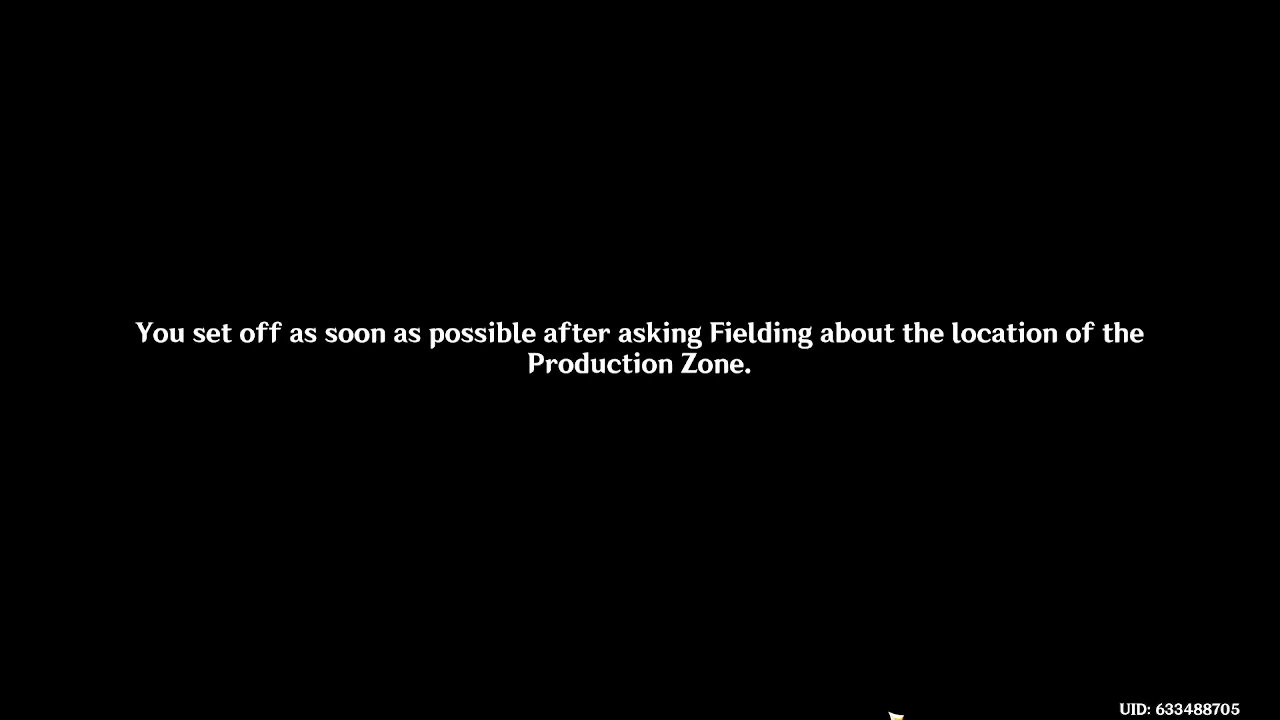 You set off as soon as possible after asking Fielding about the location of the
Production Zone.
UID: 633488705